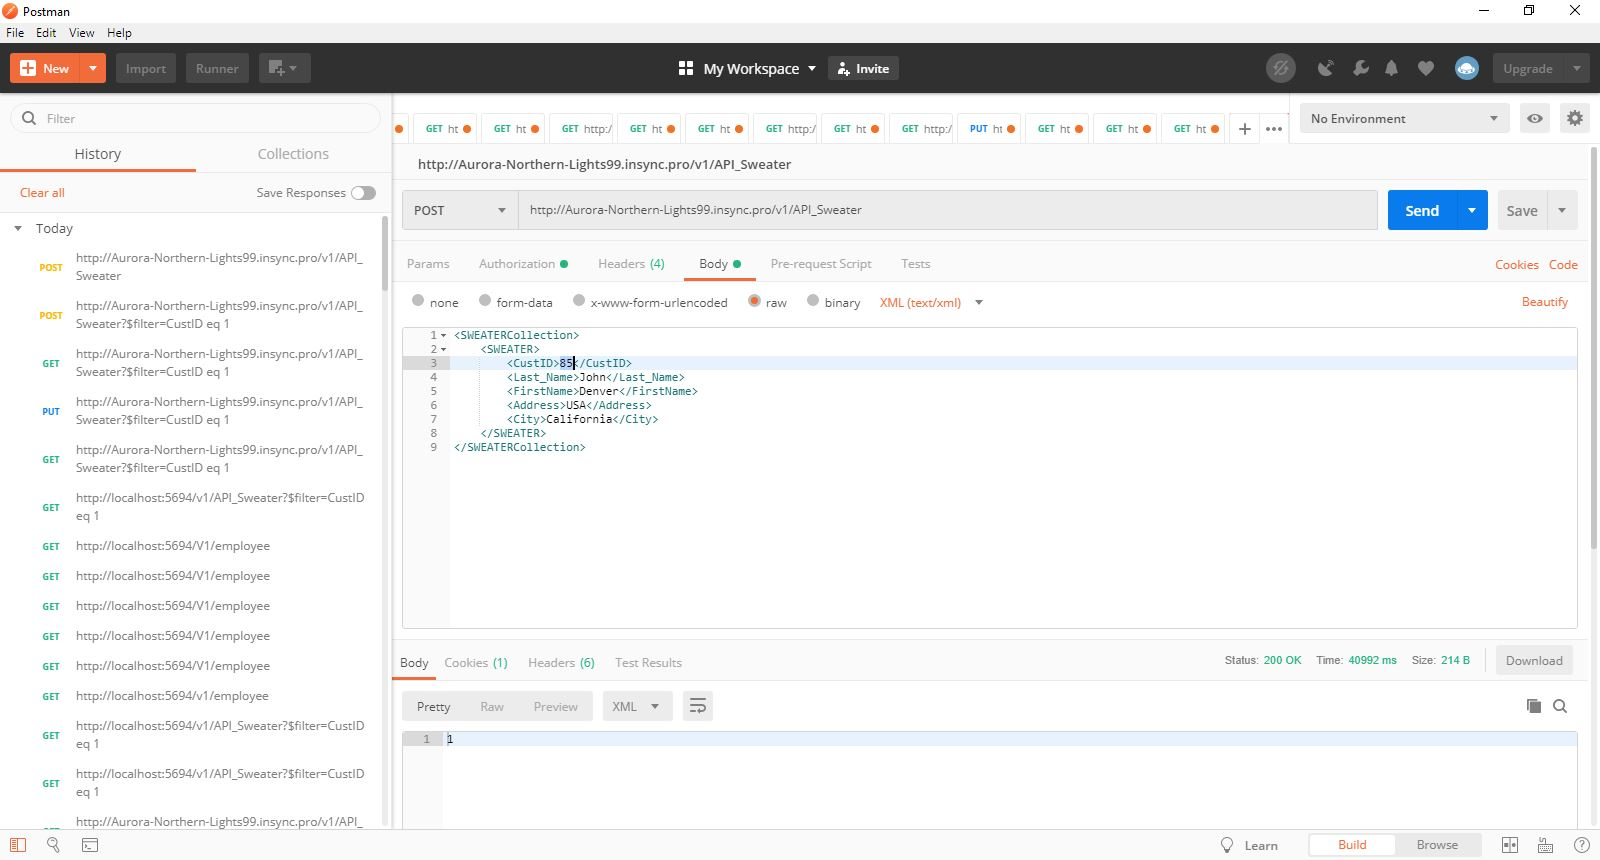 Postman
File Edit View Help
New Import Runner My Workspace Invite Upgrade
Filter
History Collections
Clear all Save Responses
Today
POST http://Aurora-Northern-Lights99.insync.pro/v1/API_
Sweater
POST http://Aurora-Northern-Lights99.insync.pro/v1/API_
Sweater?$filter=CustID eq 1
GET http://Aurora-Northern-Lights99.insync.pro/v1/API_
Sweater?$filter=CustID eq 1
PUT http://Aurora-Northern-Lights99.insync.pro/v1/API_
Sweater?$filter=CustID eq 1
GET http://Aurora-Northern-Lights99.insync.pro/v1/API_
Sweater?$filter=CustID eq 1
GET http://localhost:5694/v1/API_Sweater?$filter=CustID
eq 1
GET http://localhost:5694/V1/employee
GET http://localhost:5694/V1/employee
GET http://localhost:5694/V1/employee
GET http://localhost:5694/V1/employee
GET http://localhost:5694/V1/employee
GET http://localhost:5694/v1/employee
GET http://localhost:5694/v1/API_Sweater?$filter=CustID
eq 1
GET http://localhost:5694/v1/API_Sweater?$filter=CustID
eq 1
http://Aurora-Northern-Lights99.insync.pro/v1/API_
GET ht GET ht GET http:/ GET ht GET ht GET http:/ GET ht GET http:/ PUT ht GET ht GET ht GET ht + ••• No Environment
http://Aurora-Northern-Lights99.insync.pro/v1/API_Sweater
POST http://Aurora-Northern-Lights99.insync.pro/v1/API_Sweater Send Save
Params Authorization Headers (4) Body Pre-request Script Tests Cookies Code
none form-data x-www-form-urlencoded raw binary XML (text/xml) Beautify
1 <SWEATERCollection>
2 <SWEATER>
3 <CustID>85</CustID>
4 <Last_Name>John</Last_Name>
5 <FirstName>Denver</FirstName>
6 <Address>USA</Address>
7 <City>California</City>
8 </SWEATER>
9 </SWEATERCollection>
Body Cookies (1) Headers (6) Test Results Status: 200 OK Time: 40992 ms Size: 214 B Download
Pretty Raw Preview XML
1 1
Learn Build Browse ?